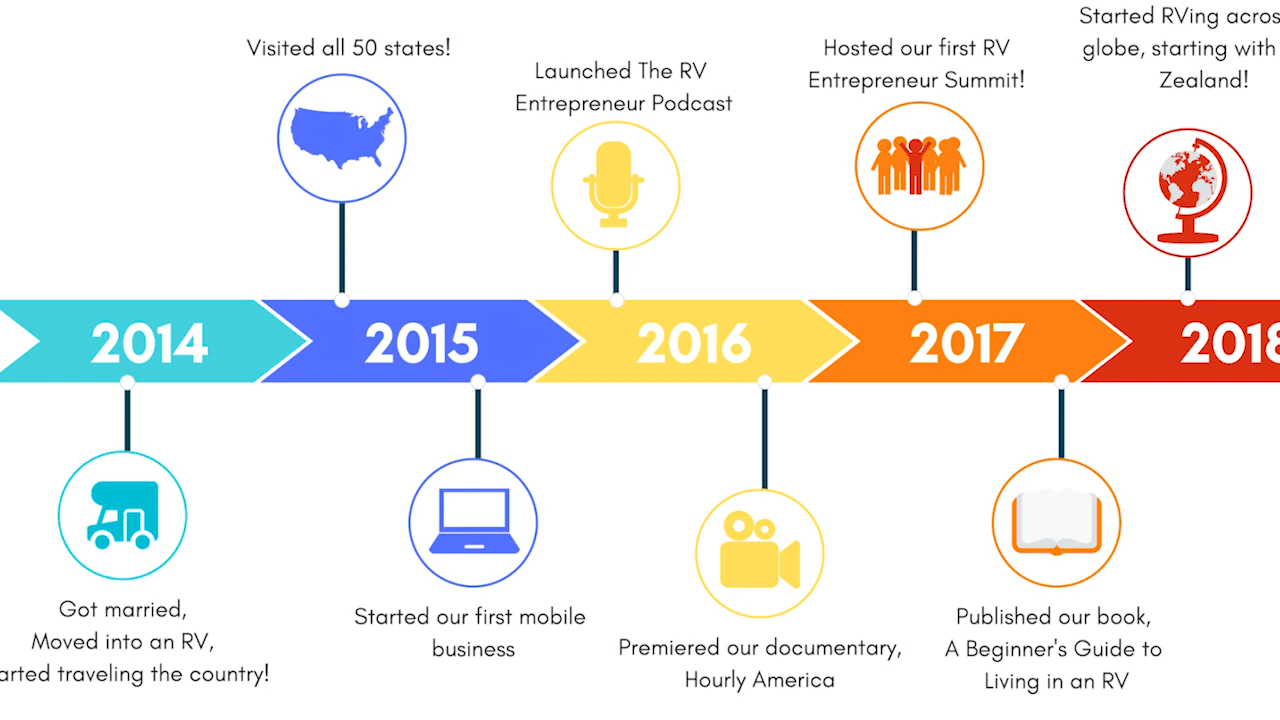 Visited all 50 states!
Launched The RV
Entrepreneur Podcast
Hosted our first RV
Entrepreneur Summit!
Started RVing
globe, starting with
Zealand!
2014
2015
2016
2017
2018
Got married,
Moved into an RV,
traveling the country!
Started our first mobile
business
Premiered our documentary,
Hourly America
Published our book,
A Beginner's Guide to
Living in an RV